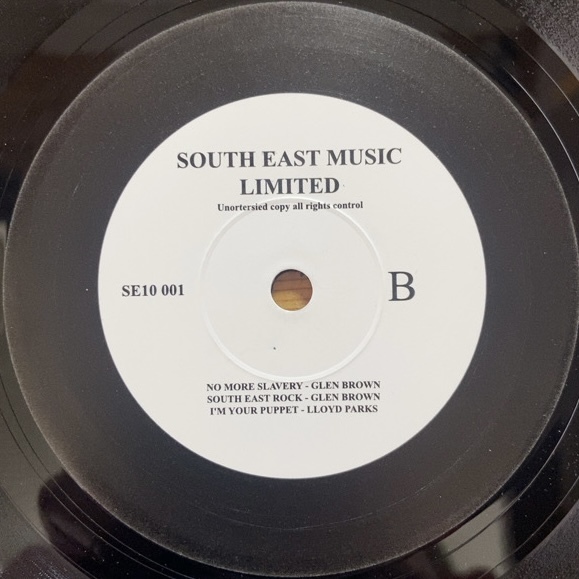 SOUTH EAST MUSIC
LIMITED
Unortersied copy all rights control
SE10 001
B
NO MORE SLAVERY - GLEN BROWN
SOUTH EAST ROCK - GLEN BROWN
I'M YOUR PUPPET - LLOYD PARKS